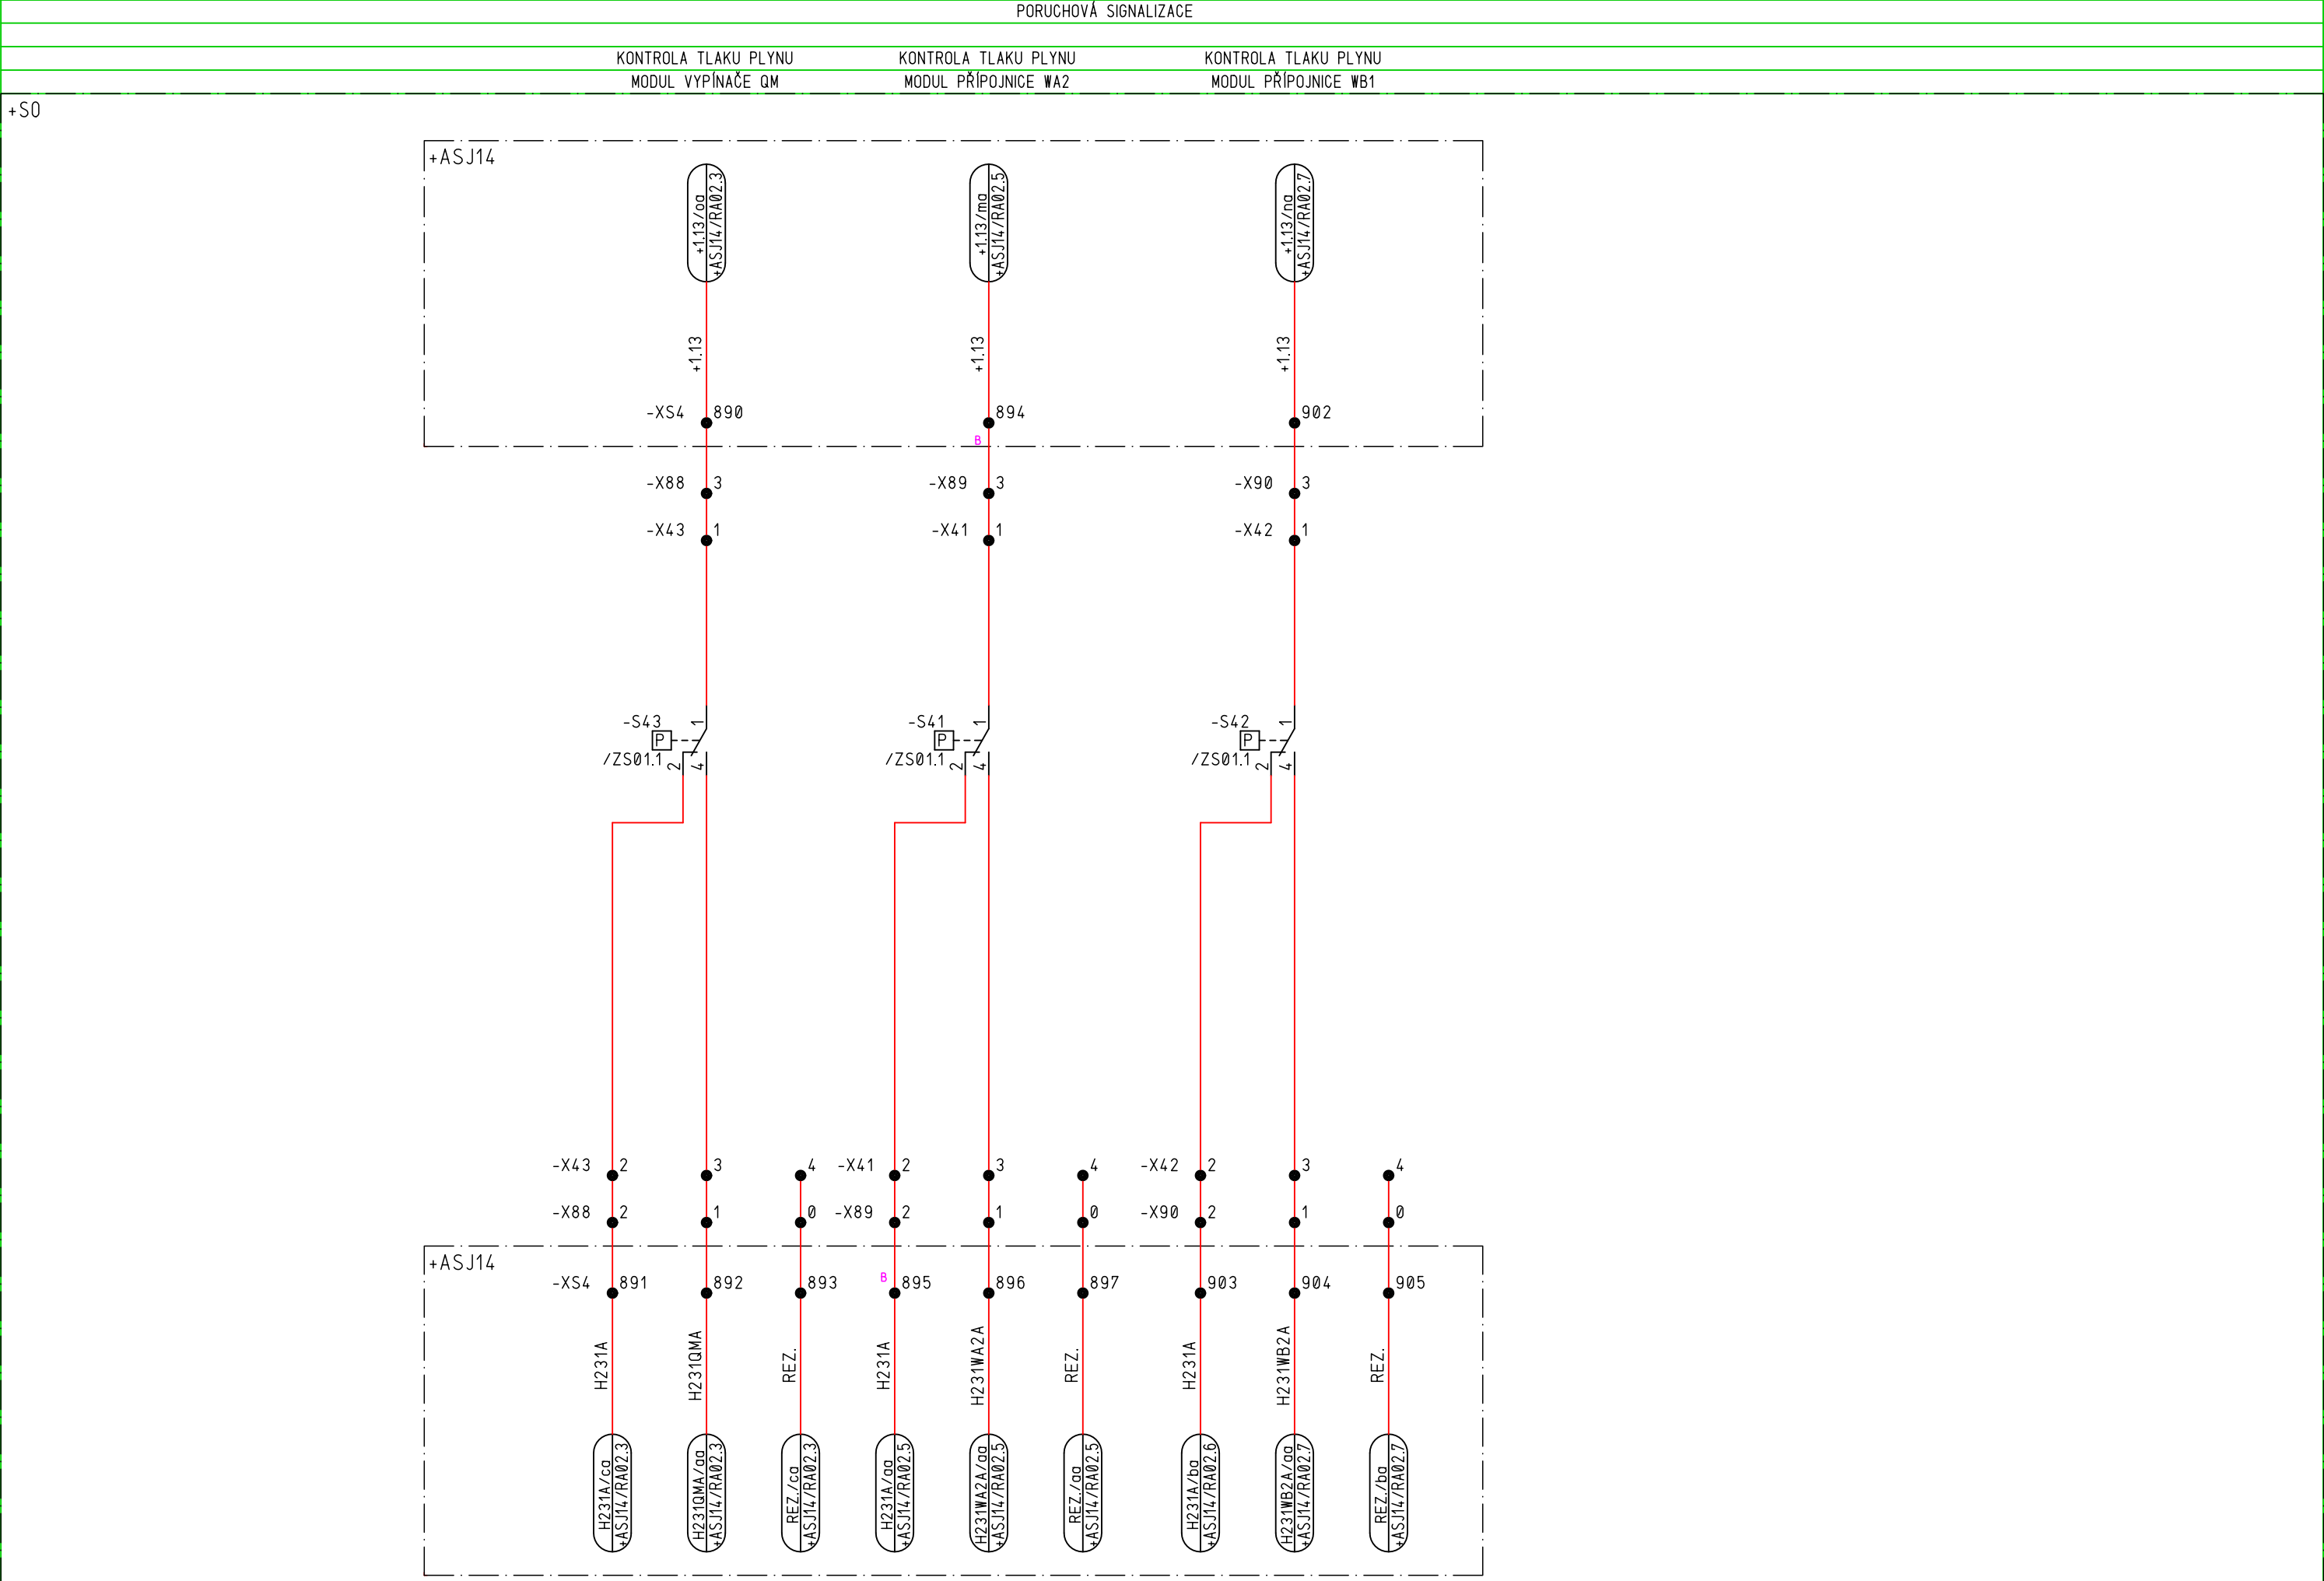 PORUCHOVÁ SIGNALIZACE
KONTROLA TLAKU PLYNU KONTROLA TLAKU PLYNU KONTROLA TLAKU PLYNU
MODUL VYPÍNAČE QM MODUL PŘÍPOJNICE WA2 MODUL PŘÍPOJNICE WB1
+S0
+ASJ14
+1.13/oa +1.13/ma +1.13/na
+ASJ14/RA02.3 +ASJ14/RA02.5 +ASJ14/RA02.7
+1.13 +1.13 +1.13
-XS4 890 894 902
B
-X88 3 -X89 3 -X90 3
-X43 1 -X41 1 -X42 1
-S43 1 -S41 1 -S42 1
P P P
/ZS01.1 2 4 /ZS01.1 2 4 /ZS01.1 2 4
-X43 2 3 4 -X41 2 3 4 -X42 2 3 4
-X88 2 1 0 -X89 2 1 0 -X90 2 1 0
+ASJ14
B
-XS4 891 892 893 895 896 897 903 904 905
H231A H231QMA REZ. H231A H231WA2A REZ. H231A H231WB2A REZ.
H231A/ca H231QMA/aa REZ./ca H231A/aa H231WA2A/aa REZ./aa H231A/ba H231WB2A/aa REZ./ba
+ASJ14/RA02.3 +ASJ14/RA02.3 +ASJ14/RA02.3 +ASJ14/RA02.5 +ASJ14/RA02.5 +ASJ14/RA02.5 +ASJ14/RA02.6 +ASJ14/RA02.7 +ASJ14/RA02.7